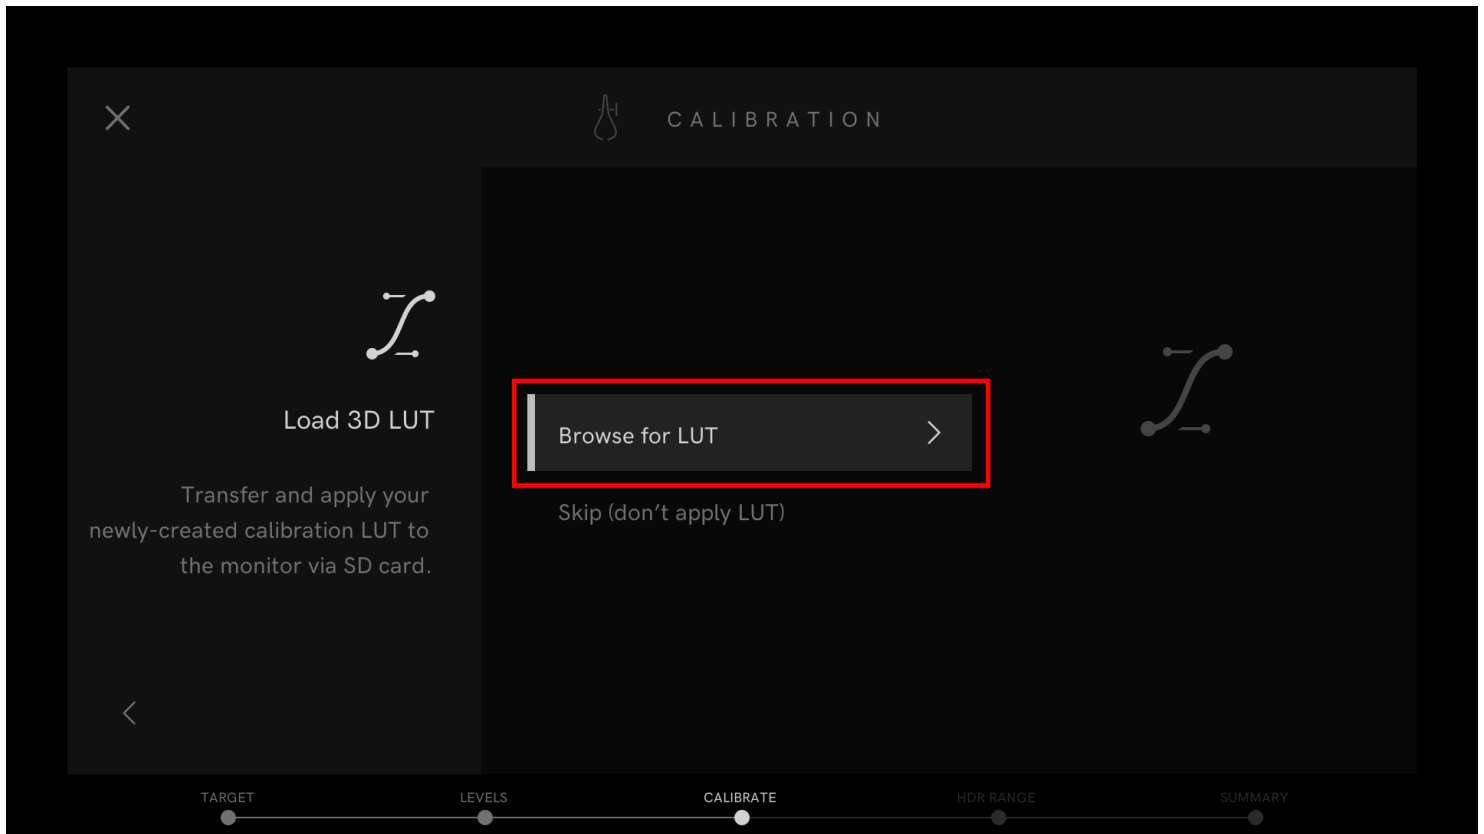 CALIBRATION
Load 3D LUT
Transfer and apply your
newly-created calibration LUT to
the monitor via SD card.
Browse for LUT
Skip (don’t apply LUT)
TARGET
LEVELS
CALIBRATE
HDR RANGE
SUMMARY